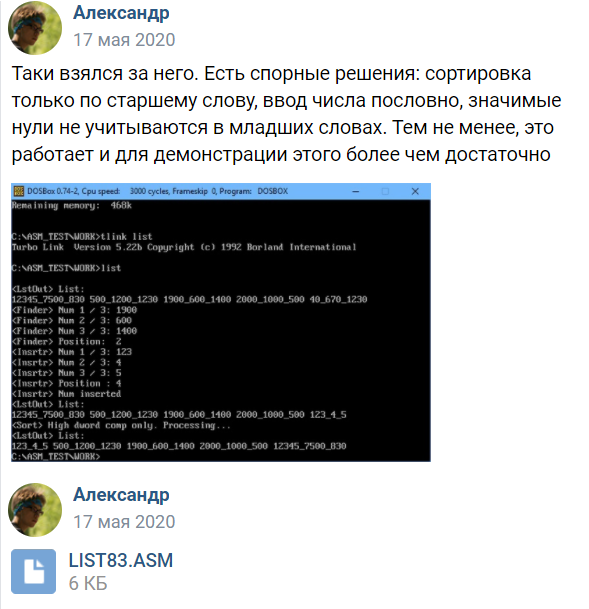 Александр
17 мая 2020
Таки взялся за него. Есть спорные решения: сортировка
только по старшему слову, ввод числа пословно, значимые
нули не учитываются в младших словах. Тем не менее, это
работает и для демонстрации этого более чем достаточно
DOSBox 0.74-2, Cpu speed: 3000 cycles, Frameskip 0, Program: DOSBOX
Remaining memory: 468k
C:\ASM_TEST\WORK>tlink list
Turbo Link Version 5.22b Copyright (c) 1992 Borland International
C:\ASM_TEST\WORK>list
<LstOut> List:
12345_7500_830 500_1200_1230 1900_600_1400 2000_1000_500 40_670_1230
<Finder> Num 1 / 3: 1900
<Finder> Num 2 / 3: 600
<Finder> Num 3 / 3: 1400
<Finder> Position: 2
<Insrtr> Num 1 / 3: 123
<Insrtr> Num 2 / 3: 4
<Insrtr> Num 3 / 3: 5
<Insrtr> Position : 4
<Insrtr> Num inserted
<LstOut> List:
12345_7500_830 500_1200_1230 1900_600_1400 2000_1000_500 123_4_5
<Sort> High dword comp only. Processing...
<LstOut> List:
123_4_5 500_1200_1230 1900_600_1400 2000_1000_500 12345_7500_830
C:\ASM_TEST\WORK>
Александр
17 мая 2020
LIST83.ASM
6 КБ